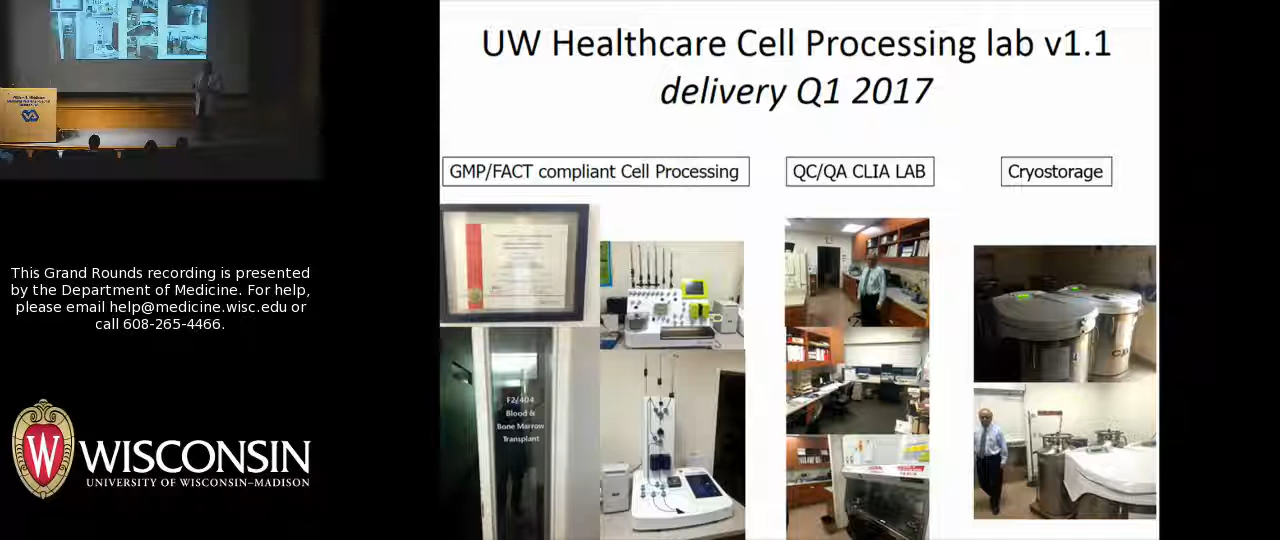 UW Healthcare Cell Processing lab v1.1
delivery Q1 2017
GMP/FACT compliant Cell Processing
QC/QA CLIA LAB
Cryostorage
F2/404
Blood &
Bone Marrow
Transplant
This Grand Rounds recording is presented
by the Department of Medicine. For help,
please email help@medicine.wisc.edu or
call 608-265-4466.
W
WISCONSIN
UNIVERSITY OF WISCONSIN–MADISON